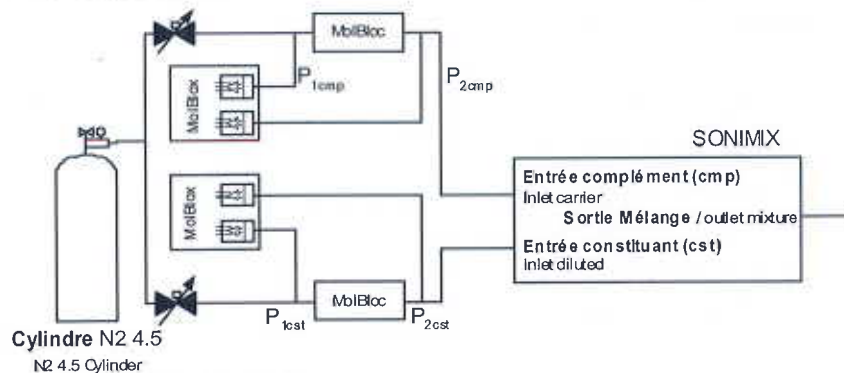 MolBloc
P1cmp
P2cmp
MolBlox
SONIMIX
Entrée complément (cmp)
Inlet carrier
Sortie Mélange / outlet mixture
Entrée constituant (cst)
Inlet diluted
MolBlox
MolBloc
P1cst
P2cst
Cylindre N2 4.5
N2 4.5 Cylinder